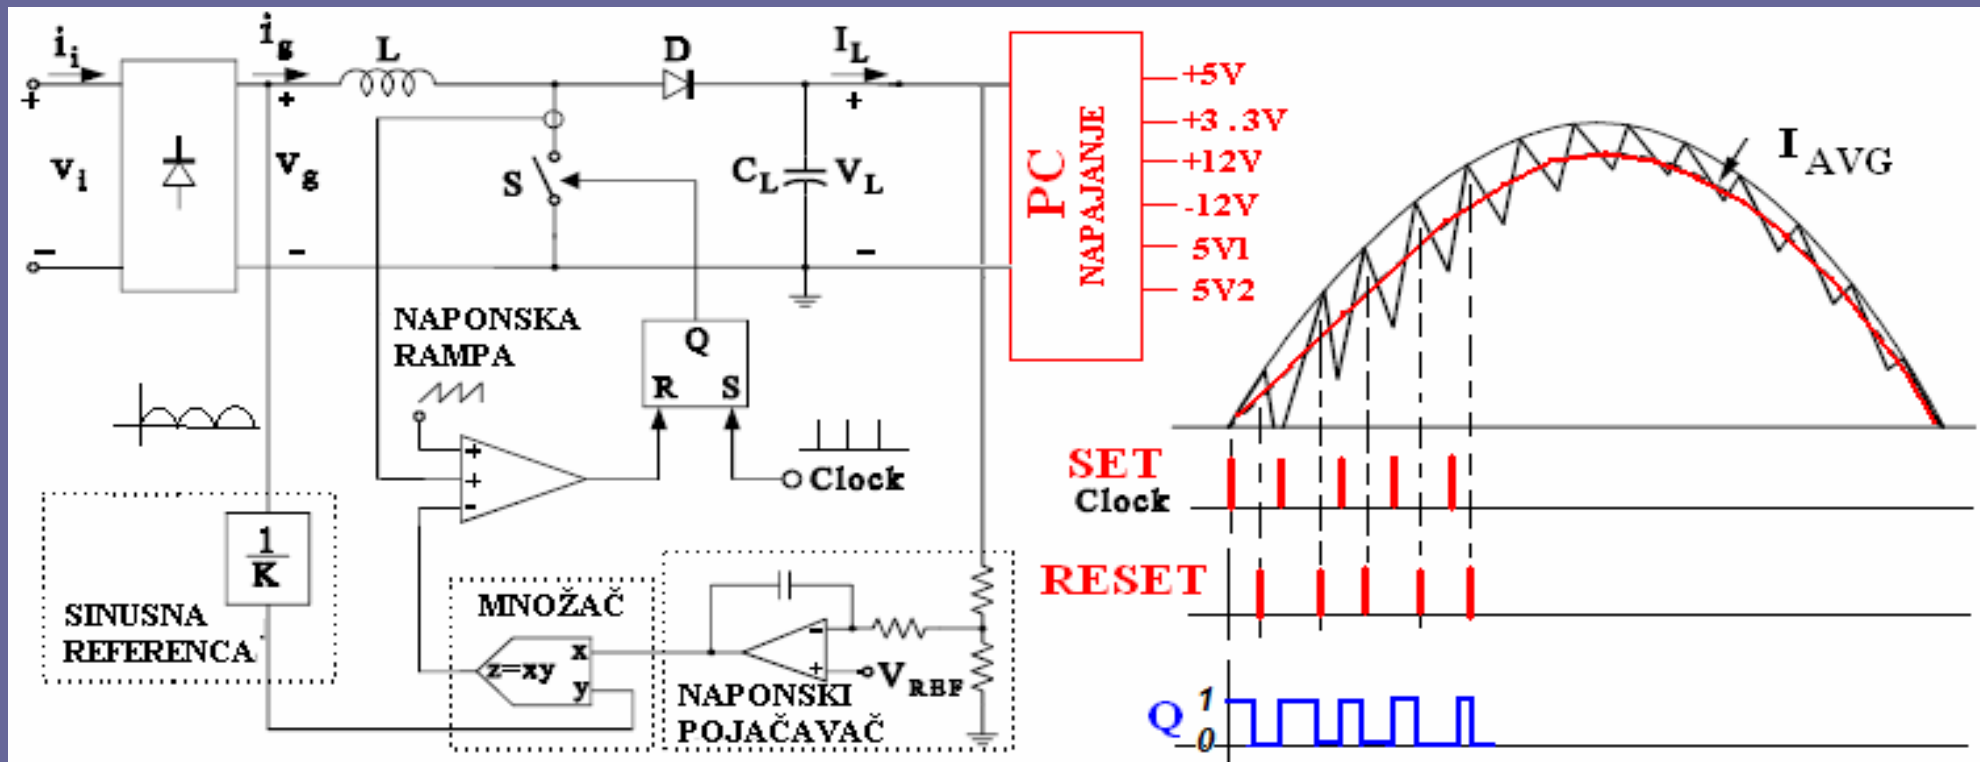 i_i
i_g
L
D
I_L
+
+
+
v_i
v_g
S
C_L
V_L
-
-
-
PC
NAPAJANJE
+5V
+3.3V
+12V
-12V
5V1
5V2
NAPONSKA
RAMPA
Q
R S
+
+
-
Clock
1
K
SINUSNA
REFERENCA
MNOŽAČ
z=xy
x
y
-
+
V_REF
NAPONSKI
POJAČAVAČ
I_AVG
SET
Clock
RESET
Q
1
0